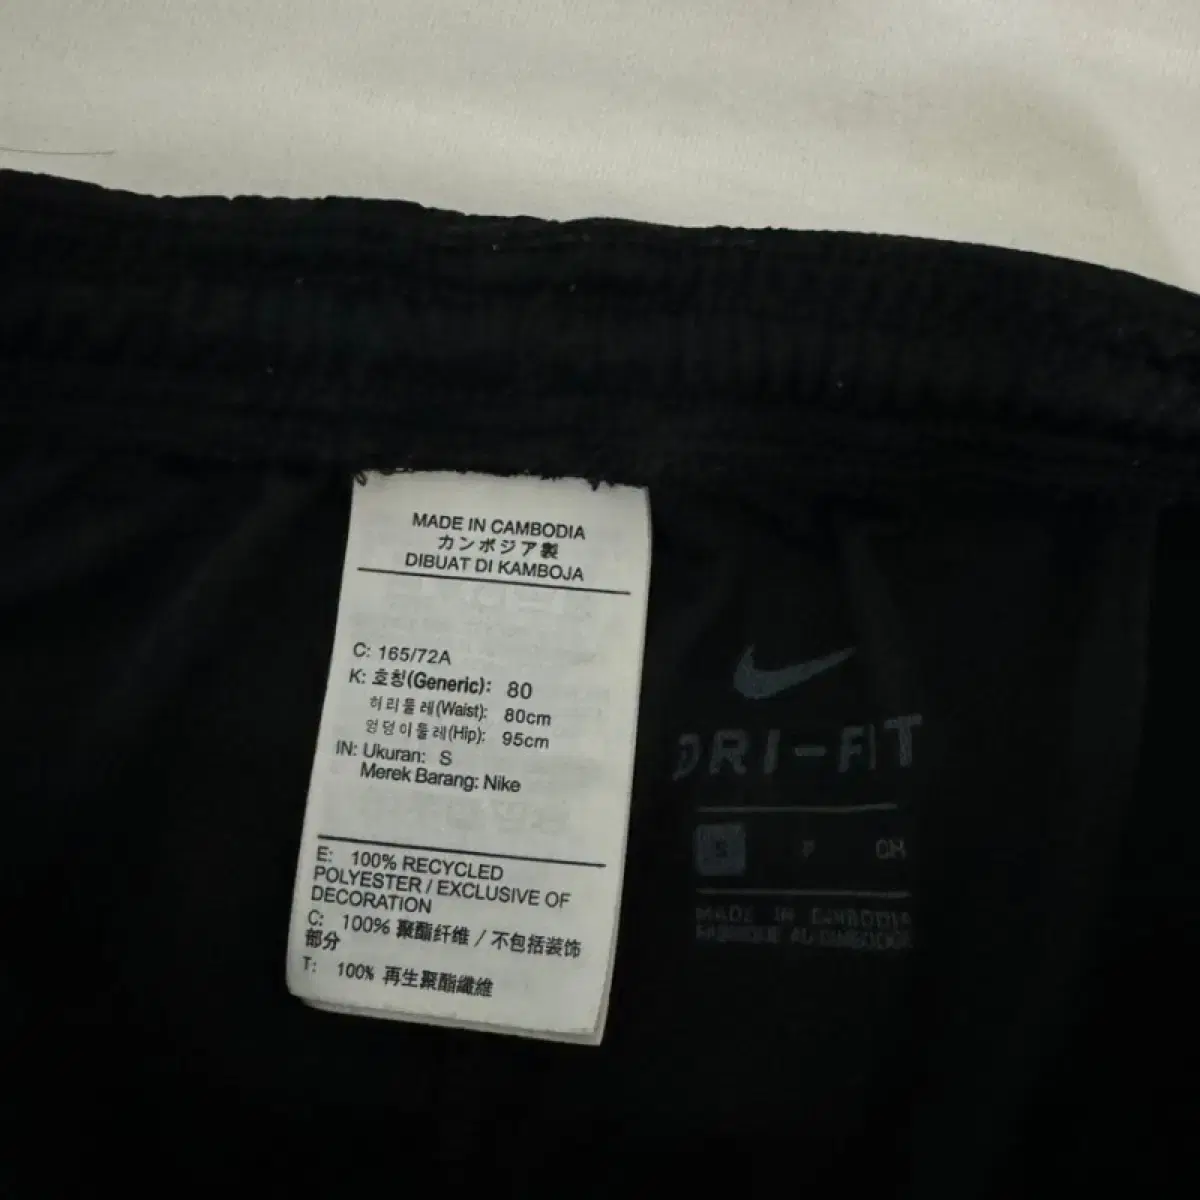 MADE IN CAMBODIA
カンボジア製
DIBUAT DI KAMBOJA
C: 165/72A
K: 호칭(Generic): 80
허리둘레(Waist): 80cm
엉덩이둘레(Hip): 95cm
IN: Ukuran: S
Merek Barang: Nike
E: 100% RECYCLED
POLYESTER / EXCLUSIVE OF
DECORATION
C: 100% 聚酯纤维 / 不包括装饰
部分
T: 100% 再生聚酯纖維
DRI-FIT
S P CH
MADE IN CAMBODIA